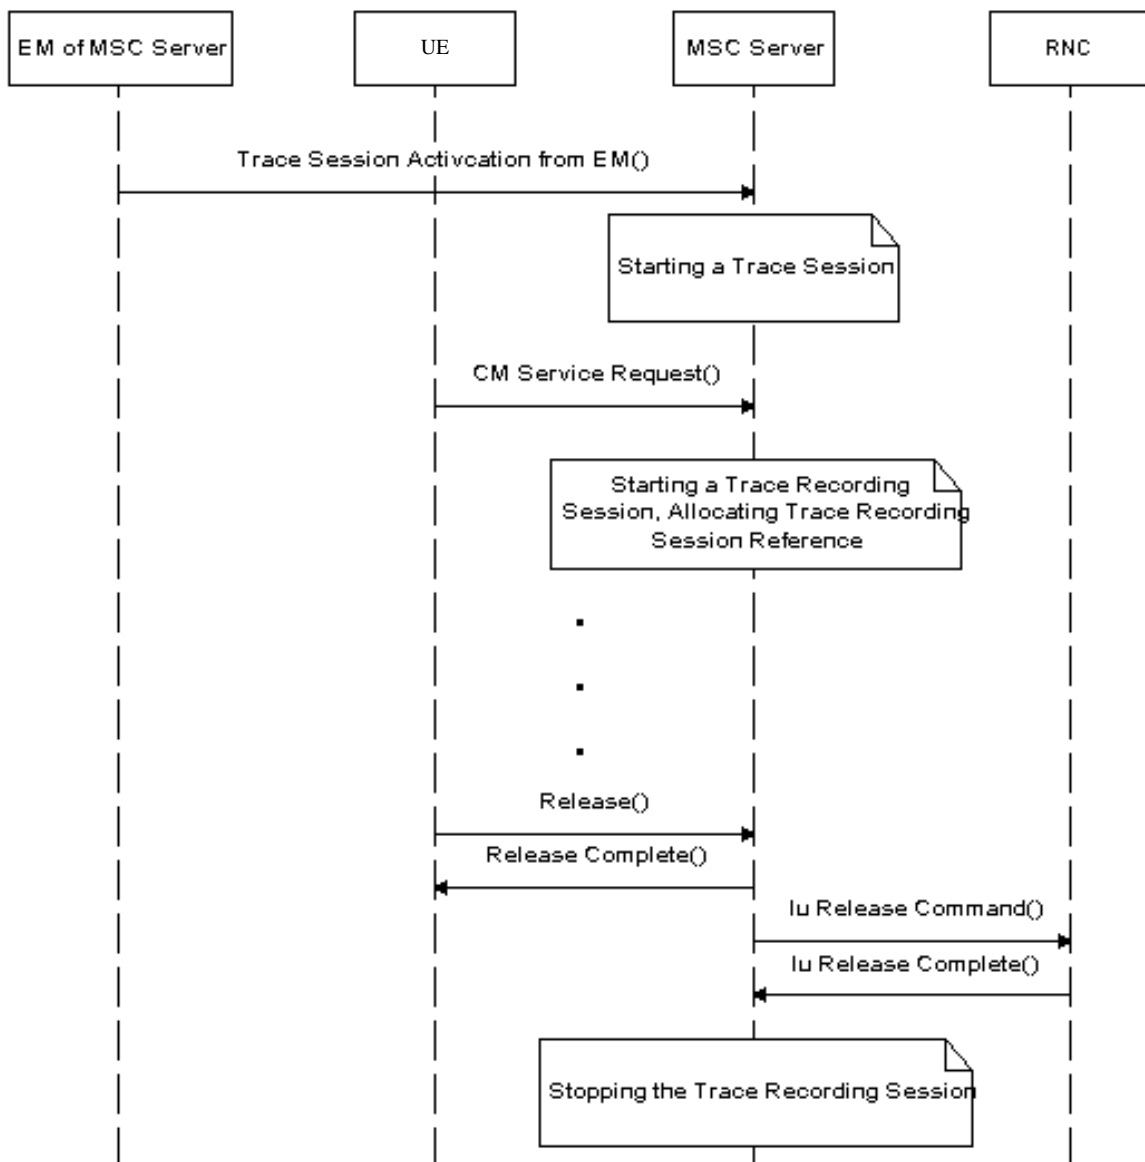 EM of MSC Server
UE
MSC Server
RNC
Trace Session Activcation from EM()
Starting a Trace Session
CM Service Request()
Starting a Trace Recording
Session, Allocating Trace Recording
Session Reference
Release()
Release Complete()
Iu Release Command()
Iu Release Complete()
Stopping the Trace Recording Session